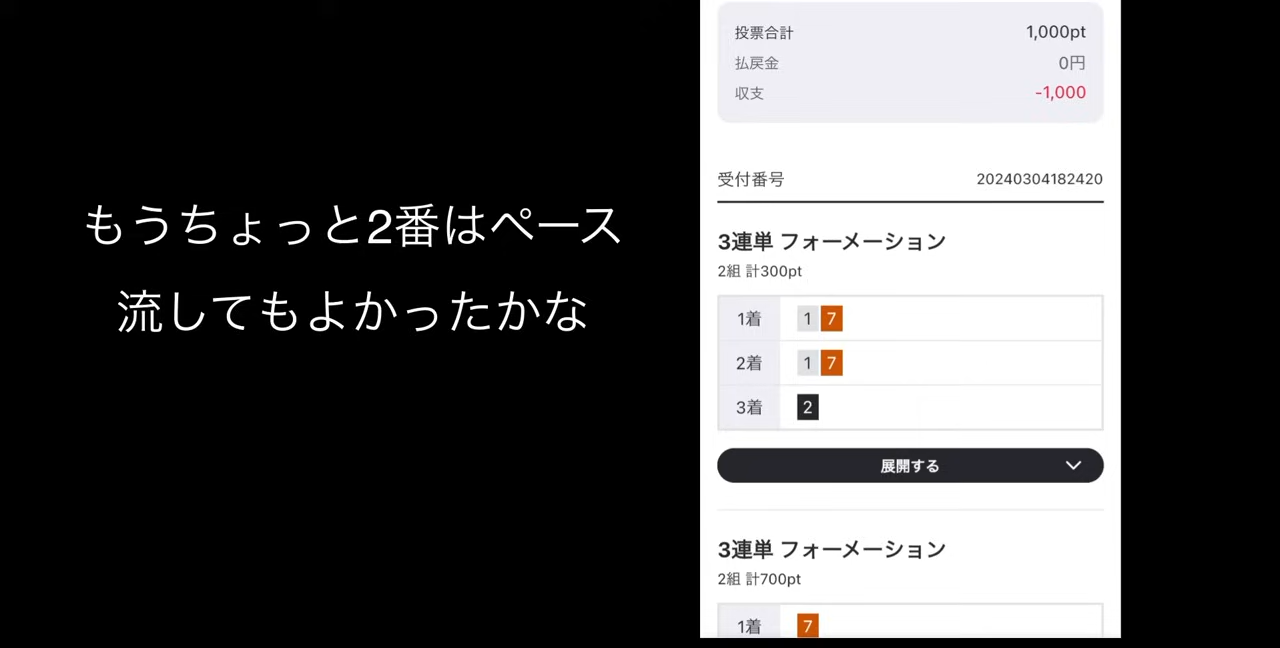 もうちょっと2番はペース
流してもよかったかな
投票合計 1,000pt
払戻金 0円
収支 -1,000
受付番号 20240304182420
3連単 フォーメーション
2組 計300pt
1着 1 7
2着 1 7
3着 2
展開する
3連単 フォーメーション
2組 計700pt
1着 7